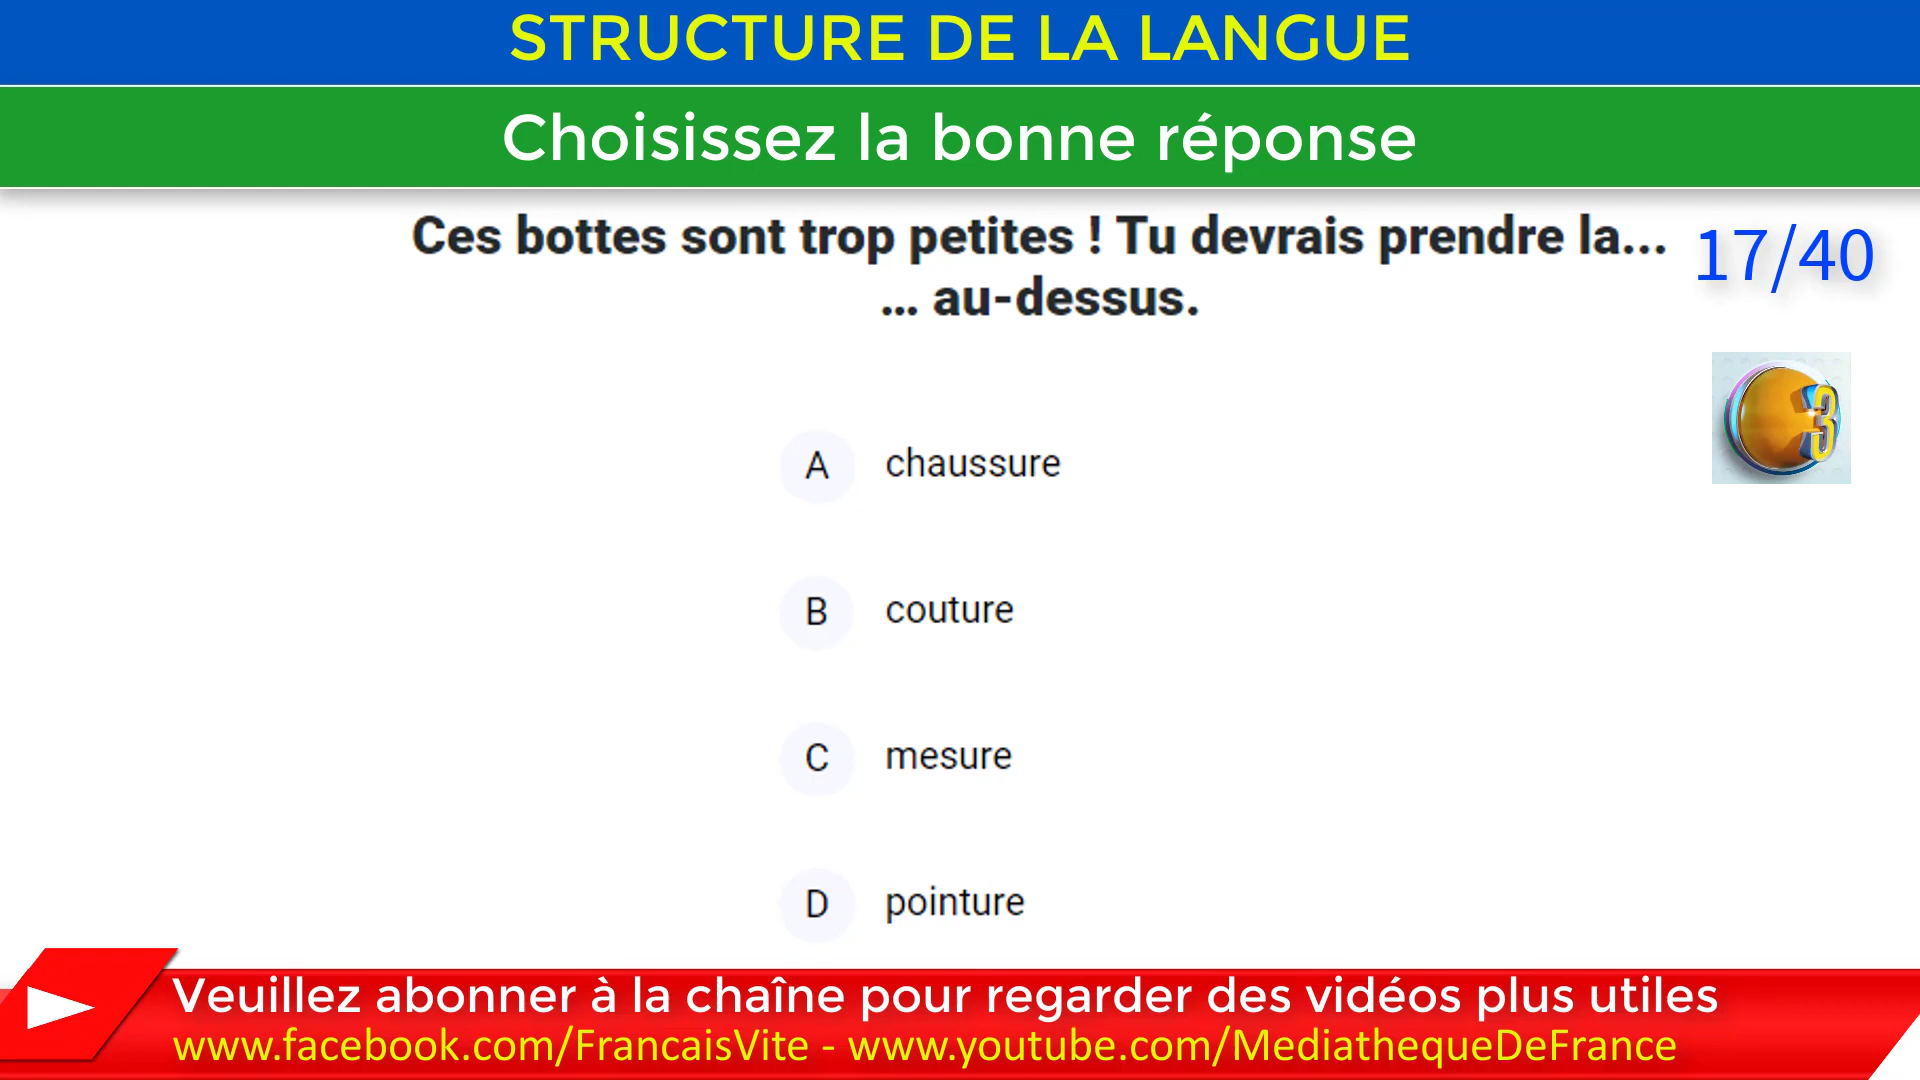 STRUCTURE DE LA LANGUE
Choisissez la bonne réponse
Ces bottes sont trop petites ! Tu devrais prendre la...
... au-dessus.
17/40
3
A chaussure
B couture
C mesure
D pointure
Veuillez abonner à la chaîne pour regarder des vidéos plus utiles
www.facebook.com/FrancaisVite - www.youtube.com/MediathequeDeFrance